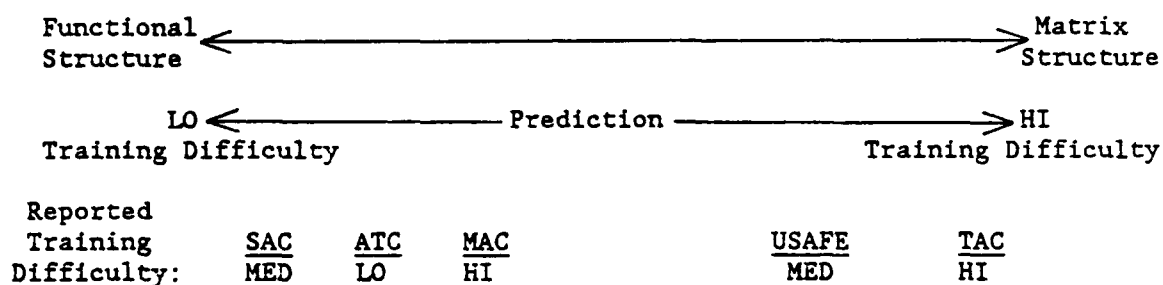 Functional Matrix
Structure Structure
LO Prediction HI
Training Difficulty Training Difficulty
Reported
Training SAC ATC MAC USAFE TAC
Difficulty: MED LO HI MED HI